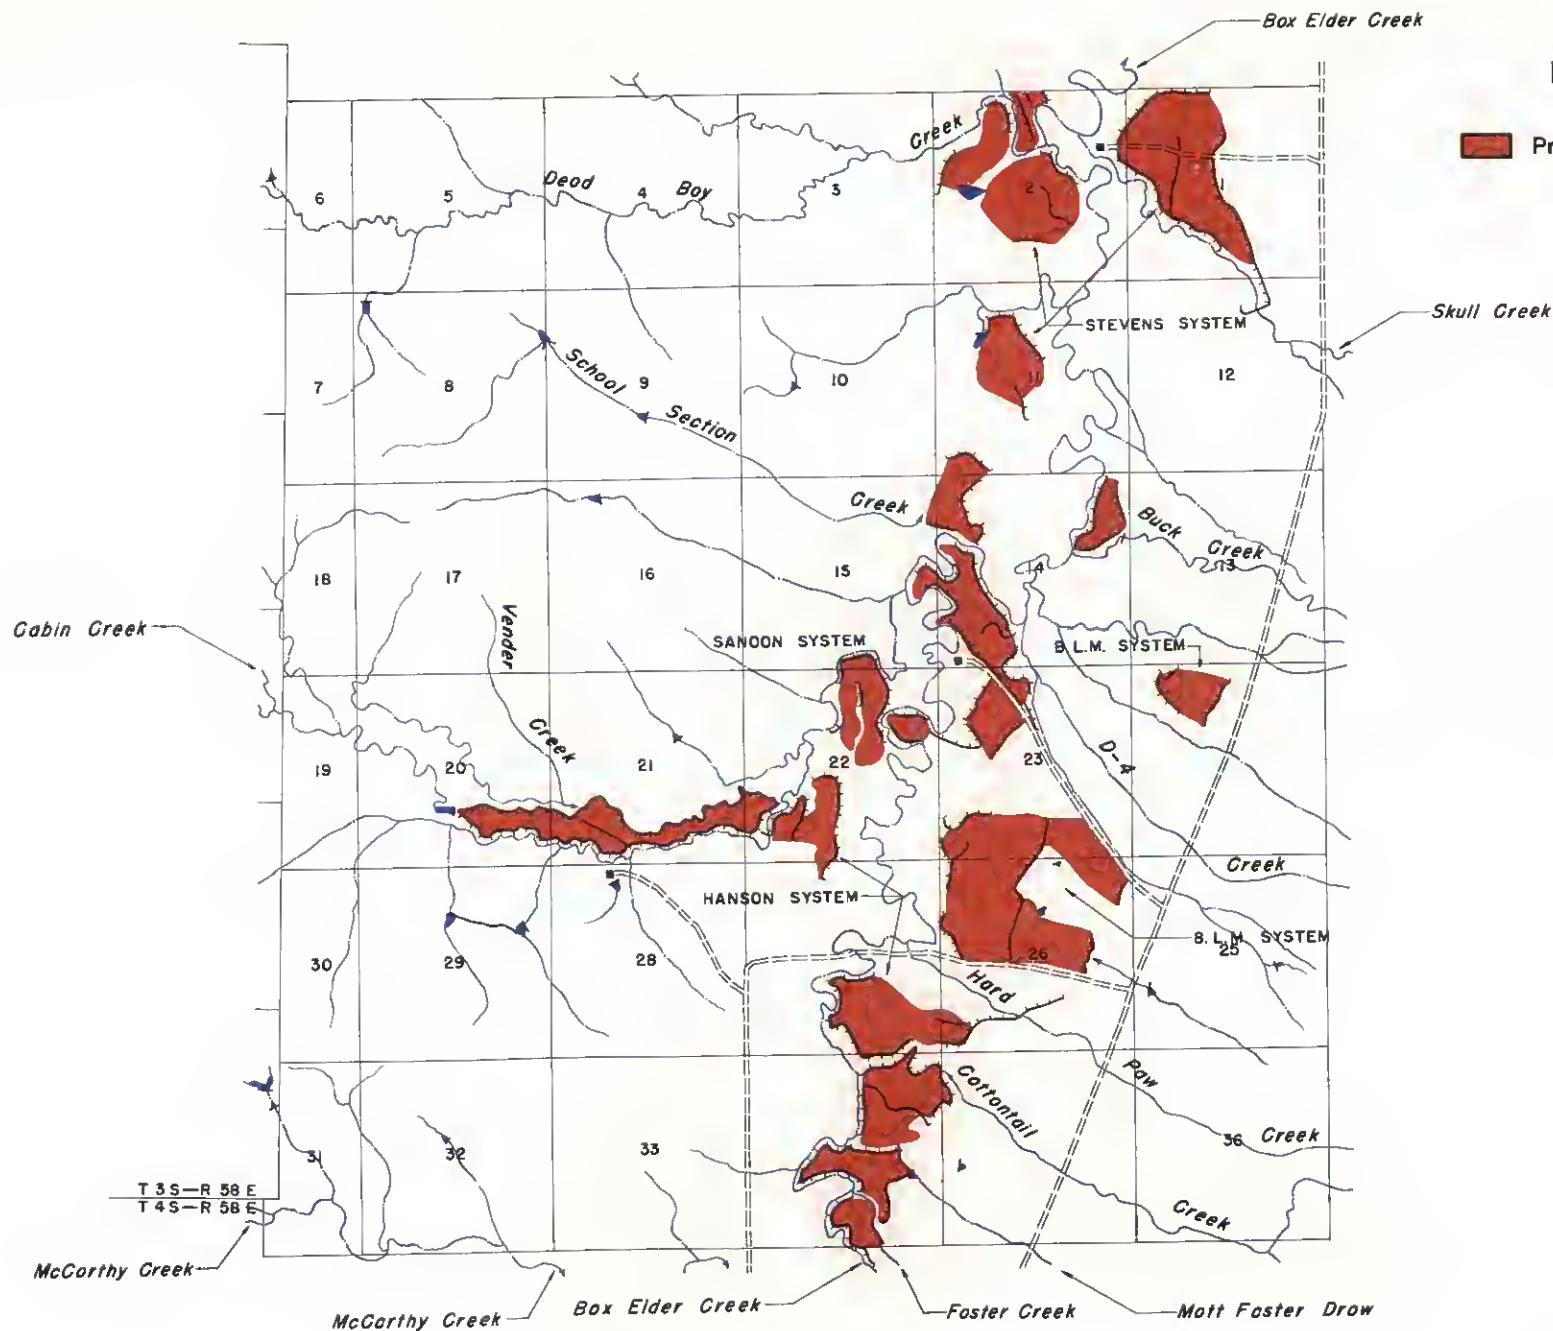 Box Elder Creek
Creek
Pr
6
5
Dead
4
Boy
3
2
1
Skull Creek
STEVENS SYSTEM
7
8
School
9
10
11
12
Section
Creek
Buck
Creek
18
17
16
15
14
13
Cabin Creek
Vender
SANOON SYSTEM
B.L.M. SYSTEM
Creek
19
20
21
22
23
D-4
Creek
HANSON SYSTEM
B.L.M. SYSTEM
30
29
28
26
25
Hard
Paw
Cottontail
36
Creek
31
32
33
T 3 S—R 58 E
T 4 S—R 58 E
Creek
McCarthy Creek
McCarthy Creek
Box Elder Creek
Foster Creek
Matt Foster Draw